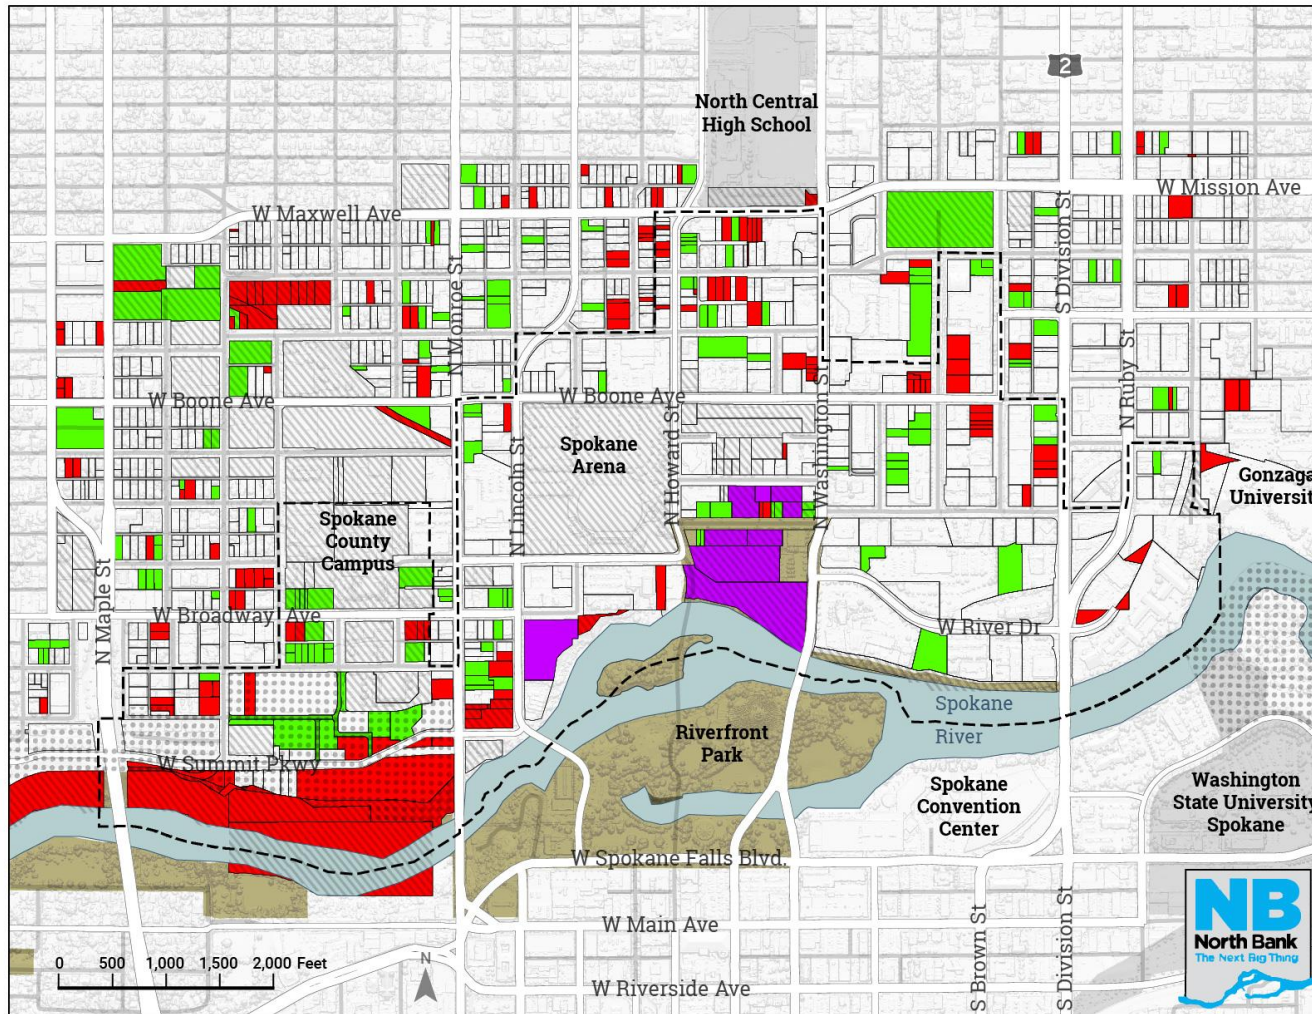 2
North Central
High School
W Mission Ave
W Maxwell Ave
S Division St
N Monroe St
N Ruby St
W Boone Ave
W Boone Ave
N Washington St
N Howard St
N Lincoln St
Spokane
Arena
Gonzaga
Universit
Spokane
County
Campus
N Maple St
W Broadway Ave
W River Dr
Spokane
River
Riverfront
Park
W Summit Pkwy
Spokane
Convention
Center
Washington
State University
Spokane
W Spokane Falls Blvd.
W Main Ave
S Brown St
S Division St
N
0 500 1,000 1,500 2,000 Feet
W Riverside Ave
NB
North Bank
The Next Big Thing